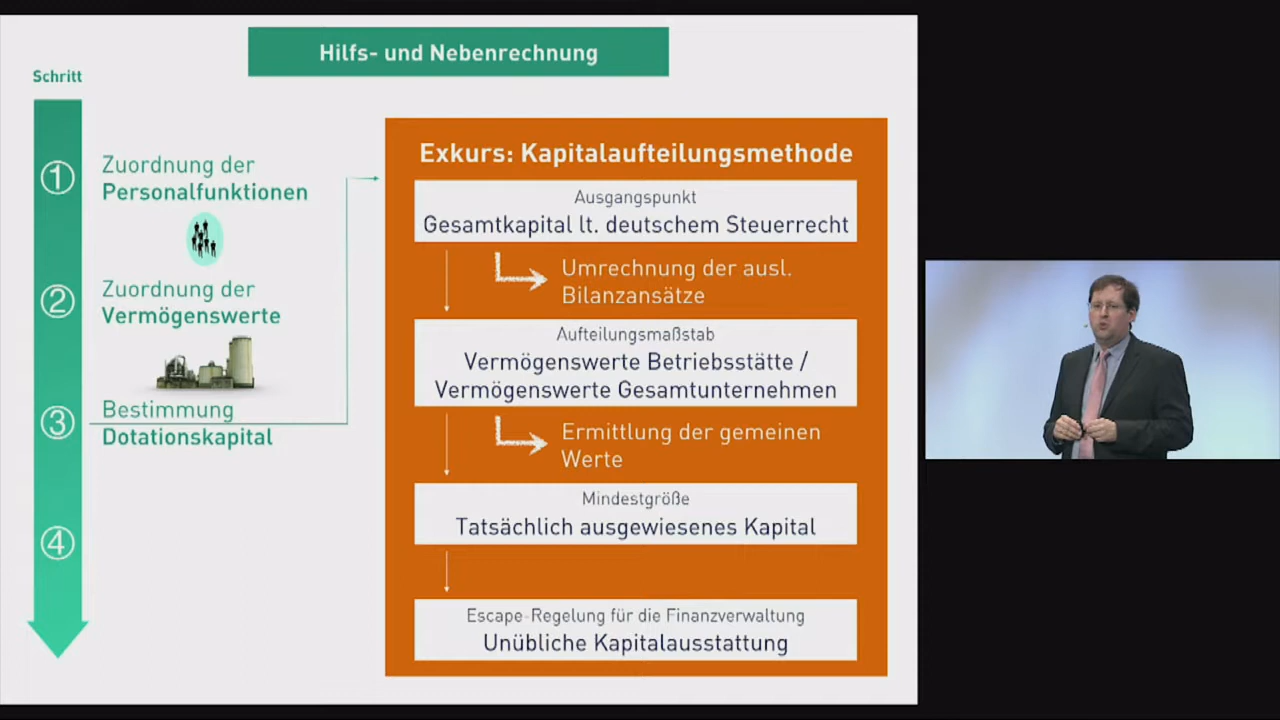 Hilfs- und Nebenrechnung
Schritt
1
Zuordnung der
Personalfunktionen
2
Zuordnung der
Vermögenswerte
3
Bestimmung
Dotationskapital
4
Exkurs: Kapitalaufteilungsmethode
Ausgangspunkt
Gesamtkapital lt. deutschem Steuerrecht
Umrechnung der ausl.
Bilanzansätze
Aufteilungsmaßstab
Vermögenswerte Betriebsstätte /
Vermögenswerte Gesamtunternehmen
Ermittlung der gemeinen
Werte
Mindestgröße
Tatsächlich ausgewiesenes Kapital
Escape-Regelung für die Finanzverwaltung
Unübliche Kapitalausstattung